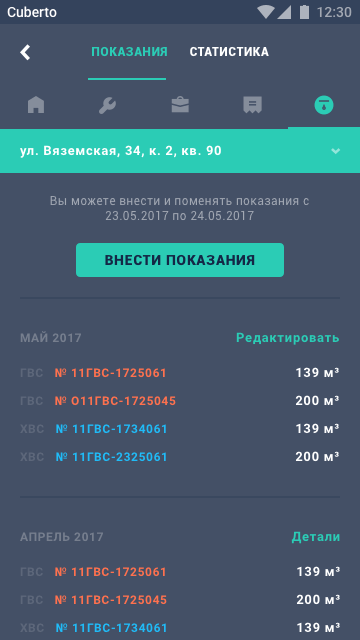 Cuberto 12:30
ПОКАЗАНИЯ СТАТИСТИКА
ул. Вяземская, 34, к. 2, кв. 90
Вы можете внести и поменять показания с
23.05.2017 по 24.05.2017
ВНЕСТИ ПОКАЗАНИЯ
МАЙ 2017 Редактировать
ГВС № 11ГВС-1725061 139 м³
ГВС № О11ГВС-1725045 200 м³
ХВС № 11ГВС-1734061 139 м³
ХВС № 11ГВС-2325061 200 м³
АПРЕЛЬ 2017 Детали
ГВС № 11ГВС-1725061 139 м³
ГВС № 11ГВС-1725045 200 м³
ХВС № 11ГВС-1734061 139 м³